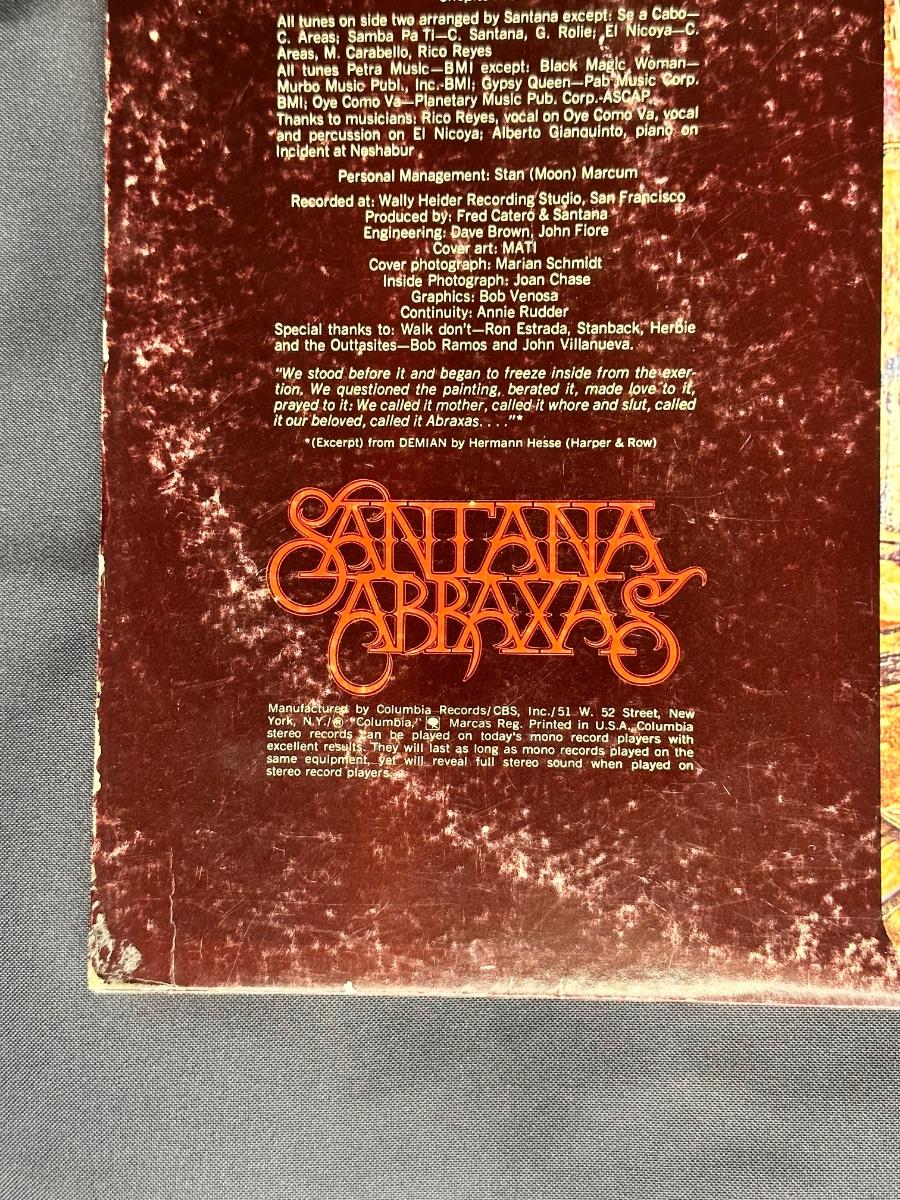 All tunes on side two arranged by Santana except: Se a Cabo—
C. Areas; Samba Pa Ti—C. Santana, G. Rolie; El Nicoya—C.
Areas, M. Carabello, Rico Reyes
All tunes Petra Music—BMI except: Black Magic Woman—
Murbo Music Publ., Inc.-BMI; Gypsy Queen—Pab Music Corp.
BMI; Oye Como Va—Planetary Music Pub. Corp.-ASCAP.
Thanks to musicians: Rico Reyes, vocal on Oye Como Va, vocal
and percussion on El Nicoya; Alberto Gianquinto, piano on
Incident at Neshabur
Personal Management: Stan (Moon) Marcum
Recorded at: Wally Heider Recording Studio, San Francisco
Produced by: Fred Catero & Santana
Engineering: Dave Brown, John Fiore
Cover art: MATI
Cover photograph: Marian Schmidt
Inside Photograph: Joan Chase
Graphics: Bob Venosa
Continuity: Annie Rudder
Special thanks to: Walk don't—Ron Estrada, Stanback, Herbie
and the Outtasites—Bob Ramos and John Villanueva.
"We stood before it and began to freeze inside from the exer-
tion. We questioned the painting, berated it, made love to it,
prayed to it: We called it mother, called it whore and slut, called
it our beloved, called it Abraxas. . . ."*
*(Excerpt) from DEMIAN by Hermann Hesse (Harper & Row)
SANTANA
ABRAXAS
Manufactured by Columbia Records/CBS, Inc./51 W. 52 Street, New
York, N.Y./® "Columbia," Marcas Reg. Printed in U.S.A. Columbia
stereo records can be played on today's mono record players with
excellent results. They will last as long as mono records played on the
same equipment, yet will reveal full stereo sound when played on
stereo record players.